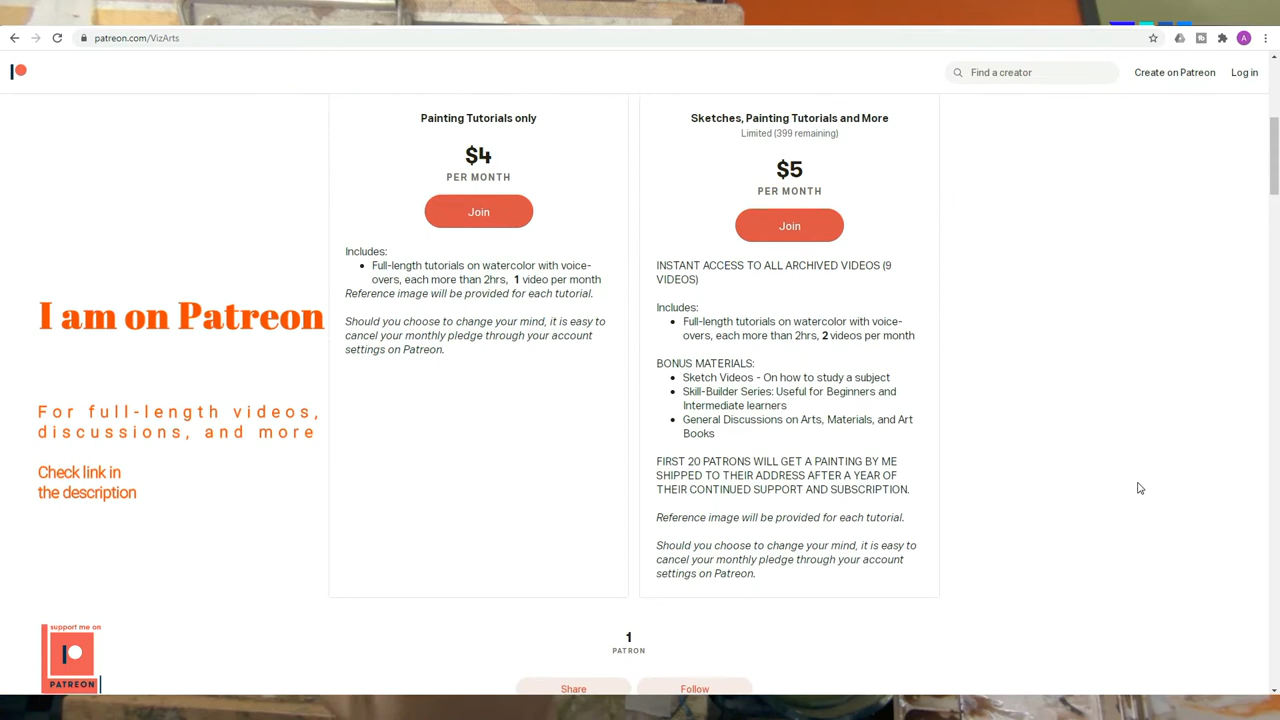 patreon.com/VizArts
A
Find a creator
Create on Patreon
Log in
Painting Tutorials only
$4
PER MONTH
Join
Includes:
• Full-length tutorials on watercolor with voice-
overs, each more than 2hrs, 1 video per month
Reference image will be provided for each tutorial.
Should you choose to change your mind, it is easy to
cancel your monthly pledge through your account
settings on Patreon.
Sketches, Painting Tutorials and More
Limited (399 remaining)
$5
PER MONTH
Join
INSTANT ACCESS TO ALL ARCHIVED VIDEOS (9
VIDEOS)
Includes:
• Full-length tutorials on watercolor with voice-
overs, each more than 2hrs, 2 videos per month
BONUS MATERIALS:
• Sketch Videos - On how to study a subject
• Skill-Builder Series: Useful for Beginners and
Intermediate learners
• General Discussions on Arts, Materials, and Art
Books
FIRST 20 PATRONS WILL GET A PAINTING BY ME
SHIPPED TO THEIR ADDRESS AFTER A YEAR OF
THEIR CONTINUED SUPPORT AND SUBSCRIPTION.
Reference image will be provided for each tutorial.
Should you choose to change your mind, it is easy to
cancel your monthly pledge through your account
settings on Patreon.
I am on Patreon
For full-length videos,
discussions, and more
Check link in
the description
support me on
PATREON
1
PATRON
Share
Follow